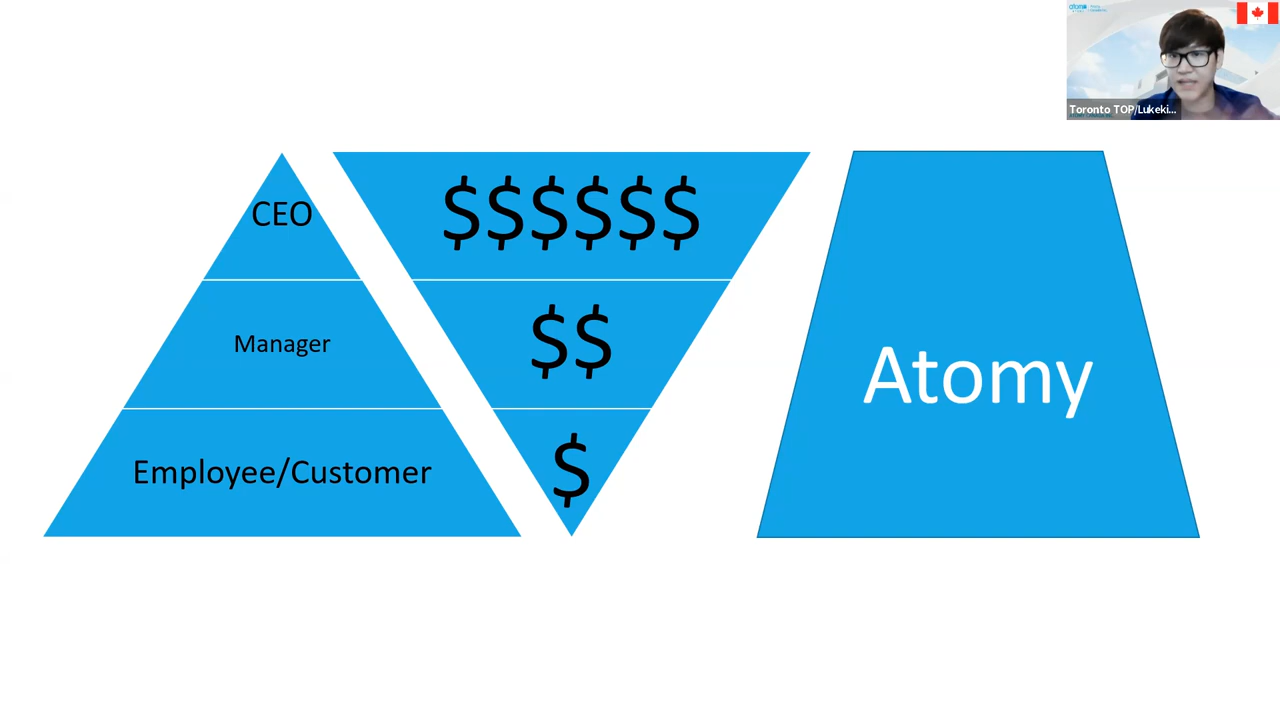 CEO
Manager
Employee/Customer
$$$$$$
$$
$
Atomy
Toronto TOP/Lukeki...